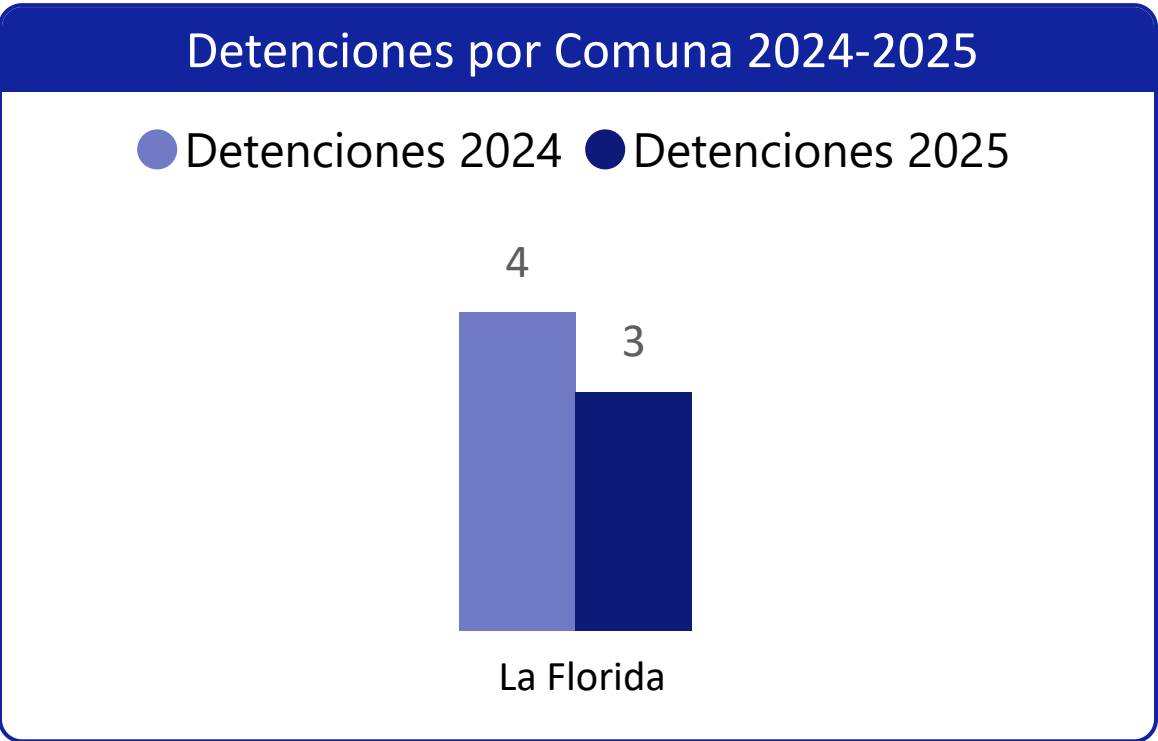 Detenciones por Comuna 2024-2025
Detenciones 2024 Detenciones 2025
4
3
La Florida